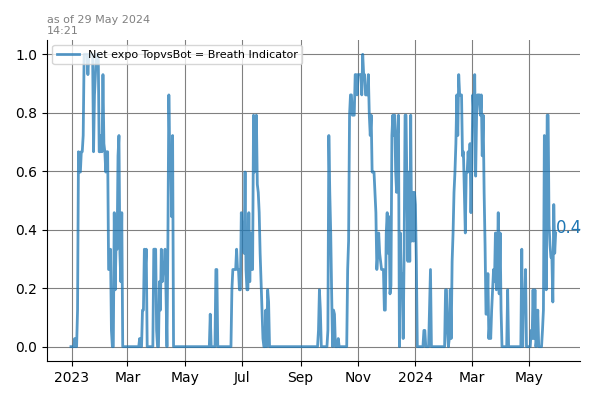 as of 29 May 2024
14:21
Net expo TopvsBot = Breath Indicator
1.0
0.8
0.6
0.4
0.4
0.2
0.0
2023 Mar May Jul Sep Nov 2024 Mar May